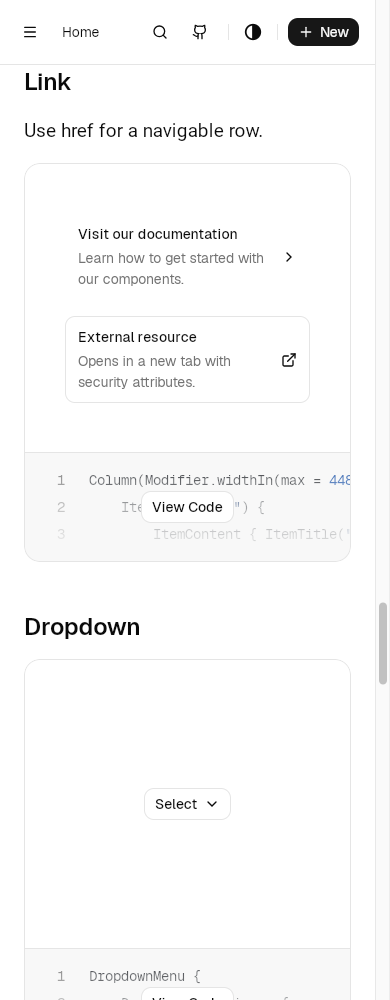 Home
New
Link
Use href for a navigable row.
Visit our documentation
Learn how to get started with
our components.
External resource
Opens in a new tab with
security attributes.
1 Column(Modifier.widthIn(max = 448
2 Ite ") {
View Code
3 ItemContent { ItemTitle("
Dropdown
Select
1 DropdownMenu {